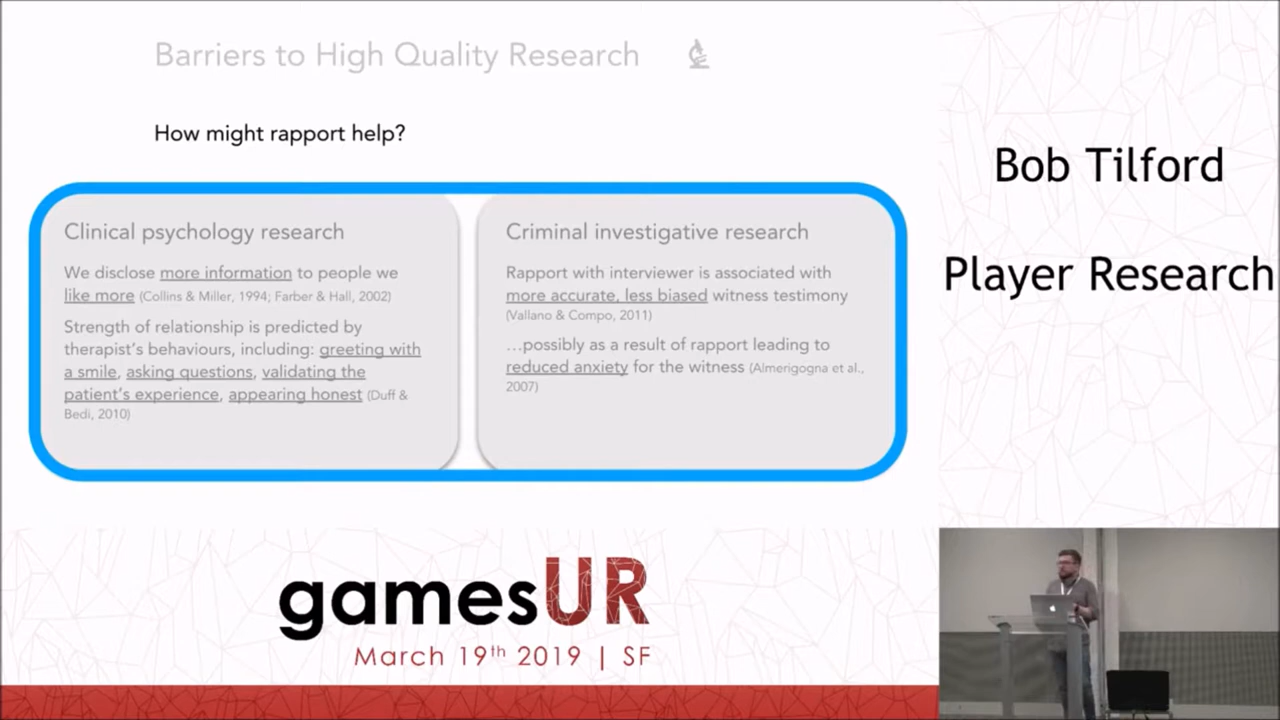 Barriers to High Quality Research
How might rapport help?
Clinical psychology research
We disclose more information to people we
like more (Collins & Miller, 1994; Farber & Hall, 2002)
Strength of relationship is predicted by
therapist's behaviours, including: greeting with
a smile, asking questions, validating the
patient's experience, appearing honest (Duff &
Bedi, 2010)
Criminal investigative research
Rapport with interviewer is associated with
more accurate, less biased witness testimony
(Vallano & Compo, 2011)
…possibly as a result of rapport leading to
reduced anxiety for the witness (Almerigogna et al.,
2007)
Bob Tilford
Player Research
gamesUR
March 19th 2019 | SF